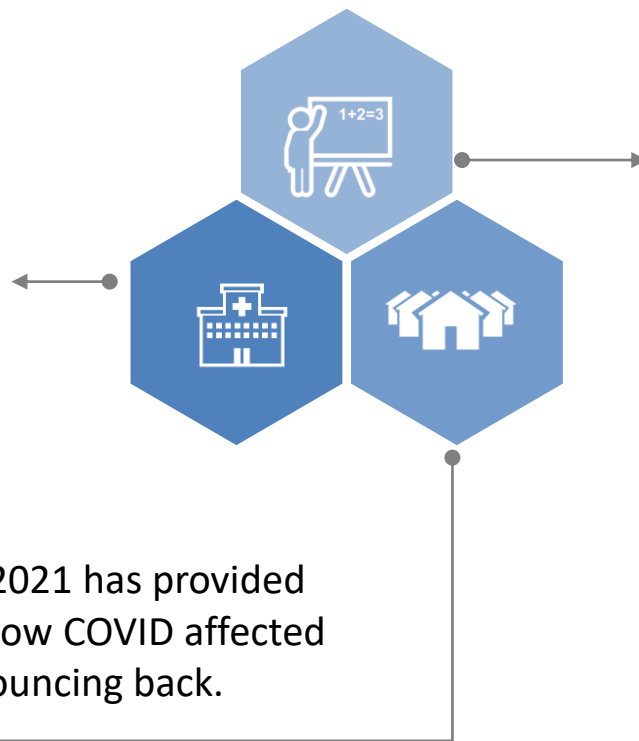 1+2=3
2021 has provided
ow COVID affected
ouncing back.